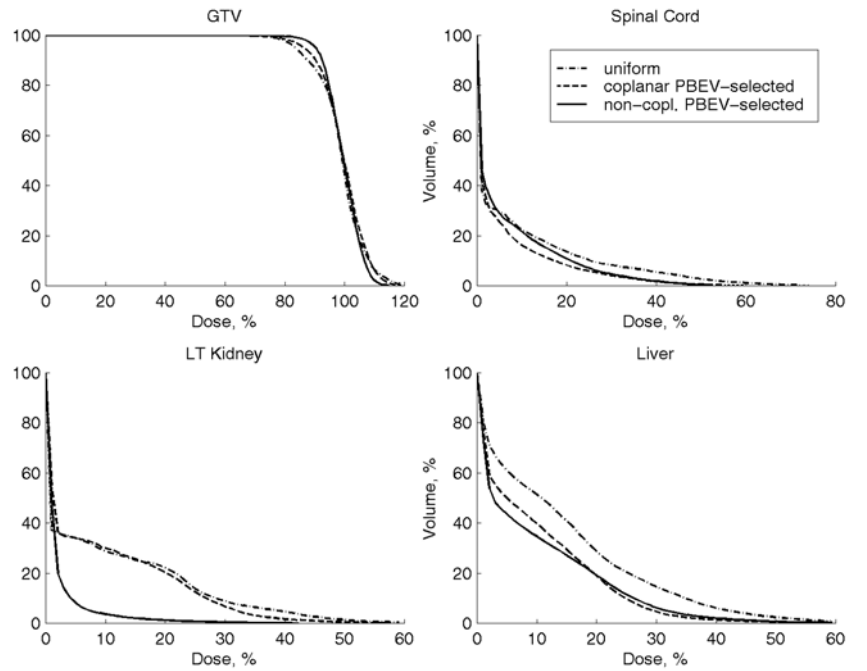 GTV
100
80
60
40
20
0
0 20 40 60 80 100 120
Dose, %
Spinal Cord
uniform
coplanar PBEV-selected
non-copl. PBEV-selected
Volume, %
100
80
60
40
20
0
0 20 40 60 80
Dose, %
LT Kidney
100
80
60
40
20
0
0 10 20 30 40 50 60
Dose, %
Liver
Volume, %
100
80
60
40
20
0
0 10 20 30 40 50 60
Dose, %